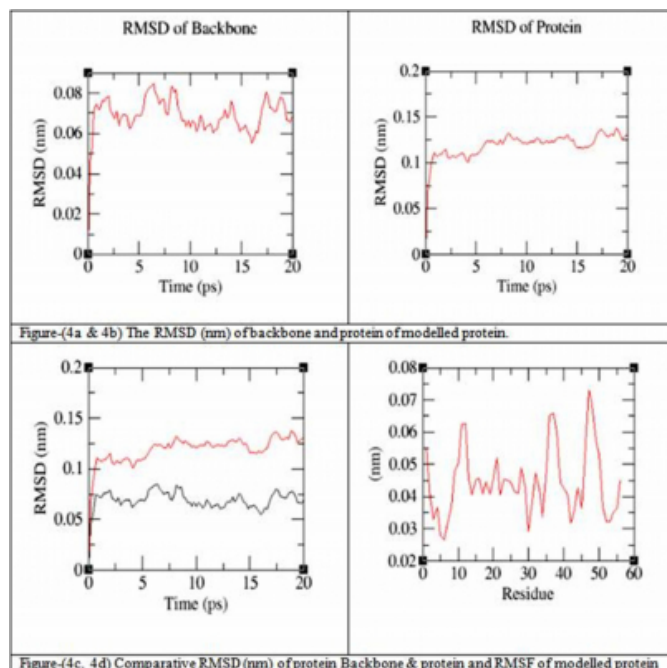 RMSD of Backbone
RMSD (nm)
0.08
0.06
0.04
0.02
0
0 5 10 15 20
Time (ps)
RMSD of Protein
RMSD (nm)
0.2
0.15
0.1
0.05
0
0 5 10 15 20
Time (ps)
Figure-(4a & 4b) The RMSD (nm) of backbone and protein of modelled protein.
RMSD (nm)
0.2
0.15
0.1
0.05
0
0 5 10 15 20
Time (ps)
(nm)
0.08
0.07
0.06
0.05
0.04
0.03
0.02
0 10 20 30 40 50 60
Residue
Figure-(4c, 4d) Comparative RMSD (nm) of protein Backbone & protein and RMSF of modelled protein